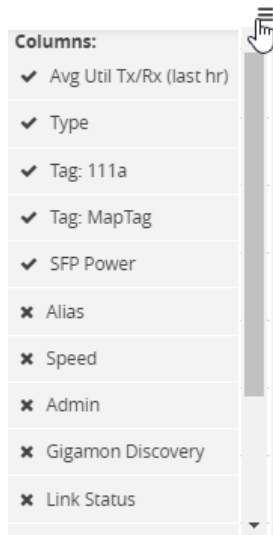 Columns:
Avg Util Tx/Rx (last hr)
Type
Tag: 111a
Tag: MapTag
SFP Power
Alias
Speed
Admin
Gigamon Discovery
Link Status